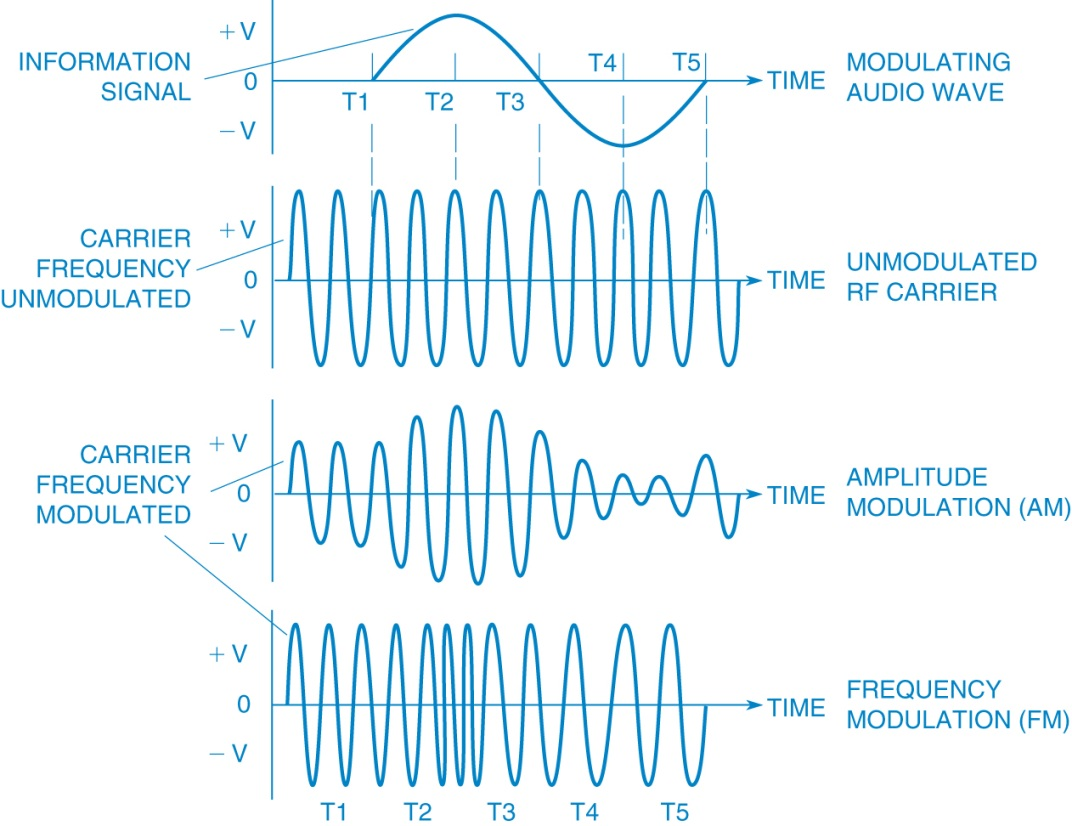 +V
INFORMATION
SIGNAL
0
−V
T1
T2
T3
T4
T5
TIME
MODULATING
AUDIO WAVE
CARRIER
FREQUENCY
UNMODULATED
+V
0
−V
TIME
UNMODULATED
RF CARRIER
CARRIER
FREQUENCY
MODULATED
+V
0
−V
TIME
AMPLITUDE
MODULATION (AM)
+V
0
−V
TIME
FREQUENCY
MODULATION (FM)
T1
T2
T3
T4
T5